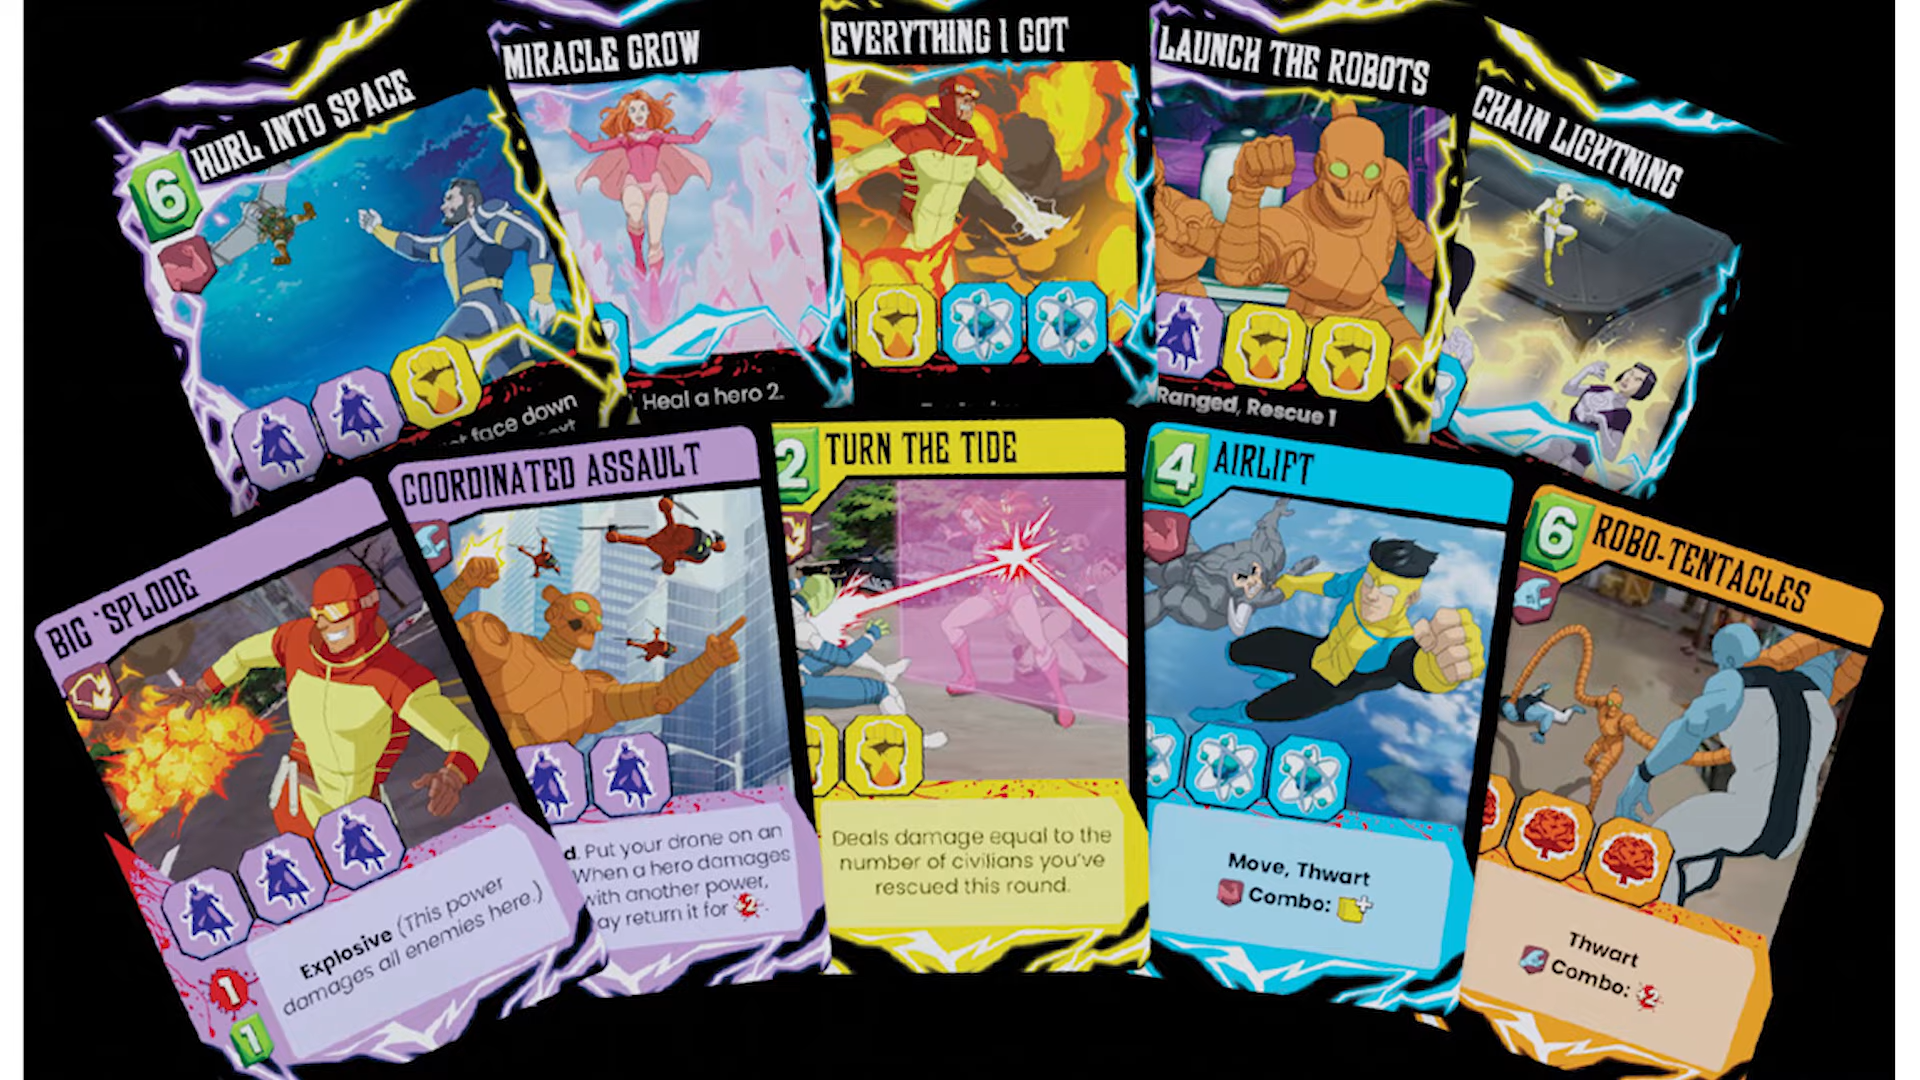 HURL INTO SPACE
6
face down
MIRACLE GROW
Heal a hero 2.
EVERYTHING I GOT
LAUNCH THE ROBOTS
Ranged, Rescue 1
CHAIN LIGHTNING
BIG 'SPLODE
Explosive (This power
damages all enemies here.)
1
1
COORDINATED ASSAULT
d. Put your drone on an
When a hero damages
with another power,
ay return it for 2
2
TURN THE TIDE
Deals damage equal to the
number of civilians you've
rescued this round.
4
AIRLIFT
Move, Thwart
Combo: +
6
ROBO-TENTACLES
Thwart
Combo: 2